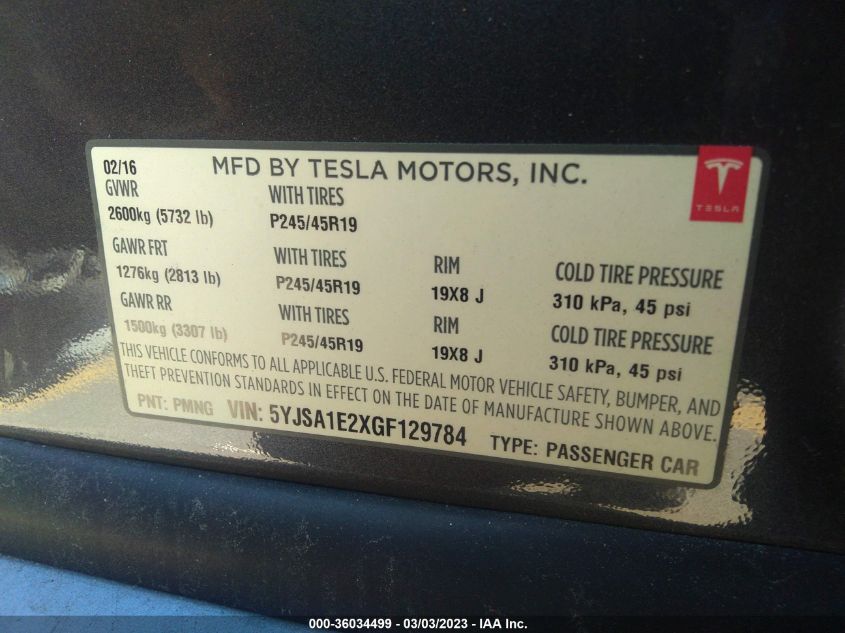 02/16 MFD BY TESLA MOTORS, INC.
TESLA
GVWR WITH TIRES
2600kg (5732 lb) P245/45R19
GAWR FRT WITH TIRES RIM COLD TIRE PRESSURE
1276kg (2813 lb) P245/45R19 19X8 J 310 kPa, 45 psi
GAWR RR WITH TIRES RIM COLD TIRE PRESSURE
1500kg (3307 lb) P245/45R19 19X8 J 310 kPa, 45 psi
THIS VEHICLE CONFORMS TO ALL APPLICABLE U.S. FEDERAL MOTOR VEHICLE SAFETY, BUMPER, AND
THEFT PREVENTION STANDARDS IN EFFECT ON THE DATE OF MANUFACTURE SHOWN ABOVE.
PNT: PMNG VIN: 5YJSA1E2XGF129784 TYPE: PASSENGER CAR
000-36034499 - 03/03/2023 - IAA Inc.